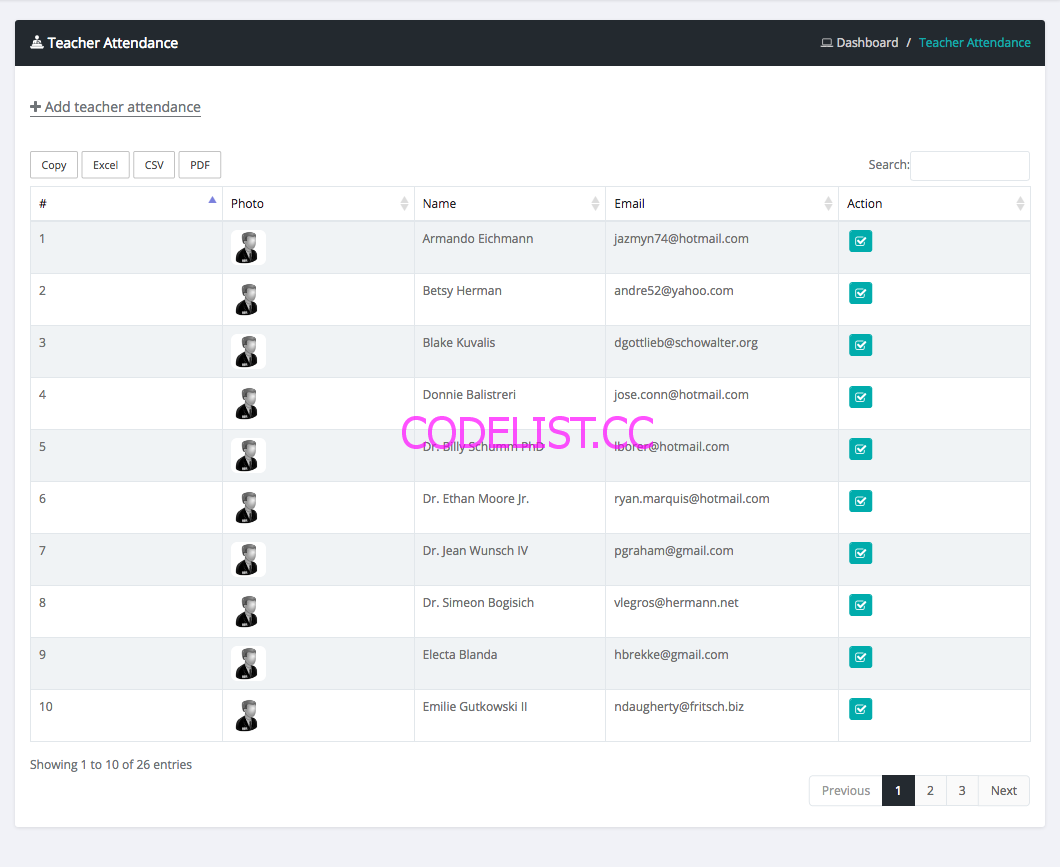 Teacher Attendance
Dashboard / Teacher Attendance
Add teacher attendance
Copy Excel CSV PDF Search:
# Photo Name Email Action
1 Armando Eichmann jazmyn74@hotmail.com
2 Betsy Herman andre52@yahoo.com
3 Blake Kuvalis dgottlieb@schowalter.org
4 Donnie Balistreri jose.conn@hotmail.com
CODELIST.CC
5 Dr. Billy Schumm PhD lborer@hotmail.com
6 Dr. Ethan Moore Jr. ryan.marquis@hotmail.com
7 Dr. Jean Wunsch IV pgraham@gmail.com
8 Dr. Simeon Bogisich vlegros@hermann.net
9 Electa Blanda hbrekke@gmail.com
10 Emilie Gutkowski II ndaugherty@fritsch.biz
Showing 1 to 10 of 26 entries
Previous 1 2 3 Next